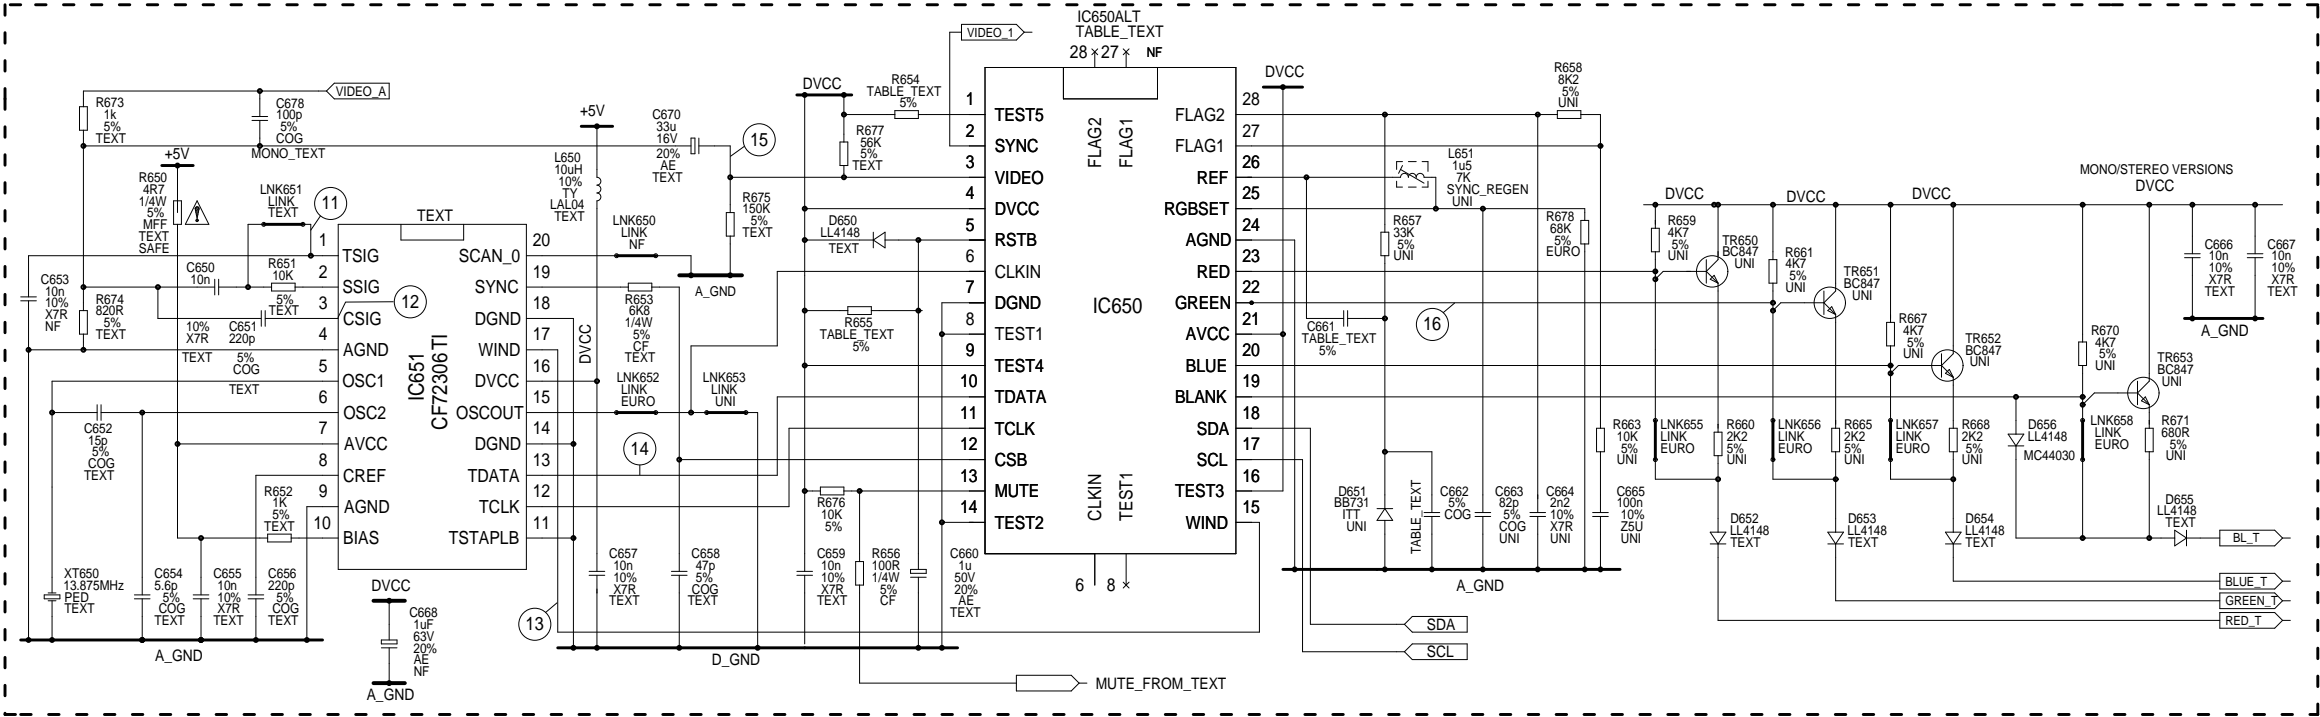 IC650ALT
TABLE_TEXT
28 27 NF
VIDEO_1
VIDEO_A
R673
1k
5%
TEXT
C678
100p
5%
COG
MONO_TEXT
+5V
R650
4R7
1/4W
5%
MFF
TEXT
SAFE
LNK651
LINK
TEXT
11
C653
10n
10%
X7R
NF
R674
820R
5%
TEXT
C650
10n
10%
X7R
TEXT
R651
10K
5%
TEXT
C651
220p
5%
COG
TEXT
12
C652
15p
5%
COG
TEXT
R652
1K
5%
TEXT
XT650
13.875MHz
PED
TEXT
C654
5.6p
5%
COG
TEXT
C655
10n
10%
X7R
TEXT
C656
220p
5%
COG
TEXT
A_GND
DVCC
C668
1uF
63V
20%
AE
NF
A_GND
TEXT
IC651
CF72306 TI
1 TSIG
2 SSIG
3 CSIG
4 AGND
5 OSC1
6 OSC2
7 AVCC
8 CREF
9 AGND
10 BIAS
20 SCAN_0
19 SYNC
18 DGND
17 WIND
16 DVCC
15 OSCOUT
14 DGND
13 TDATA
12 TCLK
11 TSTAPLB
+5V
L650
10uH
10%
TY
LAL04
TEXT
DVCC
LNK650
LINK
NF
R653
6K8
1/4W
5%
CF
TEXT
LNK652
LINK
EURO
LNK653
LINK
UNI
14
13
C657
10n
10%
X7R
TEXT
C658
47p
5%
COG
TEXT
D_GND
C670
33u
16V
20%
AE
TEXT
15
R675
150K
5%
TEXT
A_GND
DVCC
R654
TABLE_TEXT
5%
R677
56K
5%
TEXT
D650
LL4148
TEXT
R655
TABLE_TEXT
5%
R676
10K
5%
C659
10n
10%
X7R
TEXT
R656
100R
1/4W
5%
CF
C660
1u
50V
20%
AE
TEXT
MUTE_FROM_TEXT
FLAG2
FLAG1
IC650
CLKIN
TEST1
6 8
1 TEST5
2 SYNC
3 VIDEO
4 DVCC
5 RSTB
6 CLKIN
7 DGND
8 TEST1
9 TEST4
10 TDATA
11 TCLK
12 CSB
13 MUTE
14 TEST2
28 FLAG2
27 FLAG1
26 REF
25 RGBSET
24 AGND
23 RED
22 GREEN
21 AVCC
20 BLUE
19 BLANK
18 SDA
17 SCL
16 TEST3
15 WIND
DVCC
SDA
SCL
R658
8K2
5%
UNI
L651
1u5
7K
SYNC_REGEN
UNI
R657
33K
5%
UNI
R678
68K
5%
EURO
C661
TABLE_TEXT
5%
16
D651
BB731
ITT
UNI
TABLE_TEXT
C662
5%
COG
C663
82p
5%
COG
UNI
C664
2n2
10%
X7R
UNI
C665
100n
10%
Z5U
UNI
R663
10K
5%
UNI
A_GND
DVCC
R659
4K7
5%
UNI
TR650
BC847
UNI
DVCC
R661
4K7
5%
UNI
TR651
BC847
UNI
DVCC
R667
4K7
5%
UNI
TR652
BC847
UNI
MONO/STEREO VERSIONS
DVCC
R670
4K7
5%
UNI
TR653
BC847
UNI
C666
10n
10%
X7R
TEXT
C667
10n
10%
X7R
TEXT
A_GND
LNK655
LINK
EURO
R660
2K2
5%
UNI
LNK656
LINK
EURO
R665
2K2
5%
UNI
LNK657
LINK
EURO
R668
2K2
5%
UNI
D656
LL4148
MC44030
LNK658
LINK
EURO
R671
680R
5%
UNI
D652
LL4148
TEXT
D653
LL4148
TEXT
D654
LL4148
TEXT
D655
LL4148
TEXT
BL_T
BLUE_T
GREEN_T
RED_T